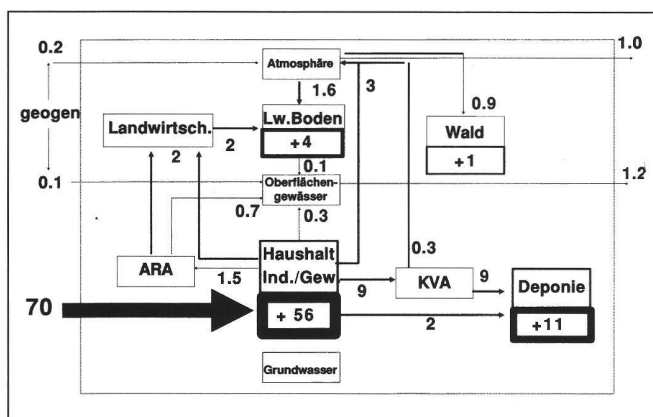 0.2
1.0
Atmosphäre
3
1.6
geogen
0.9
Lw.Boden
Landwirtsch.
Wald
+4
2
2
+1
0.1
0.1
1.2
Oberflächen-
gewässer
0.7
0.3
Haushalt
0.3
ARA
Ind./Gew.
KVA
9
1.5
9
Deponie
70
+ 56
+11
2
Grundwasser